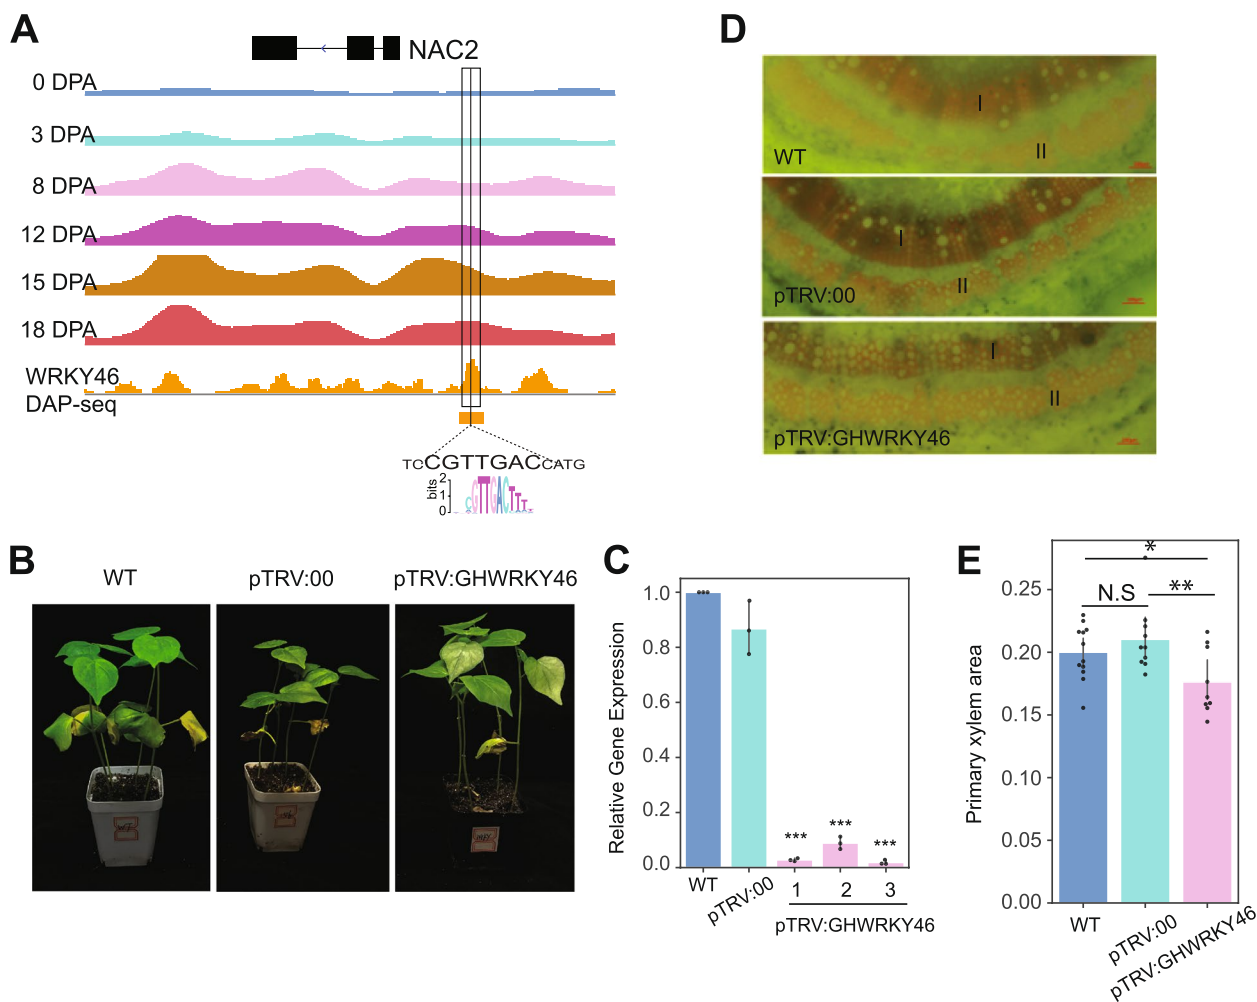 A
NAC2
0 DPA
3 DPA
8 DPA
12 DPA
15 DPA
18 DPA
WRKY46
DAP-seq
TCCGTTGACCATG
bits
2
1
0
CGTTGACTTT
B
WT
pTRV:00
pTRV:GHWRKY46
WT
C
Relative Gene Expression
1.0
0.8
0.6
0.4
0.2
0.0
***
***
***
WT
pTRV:00
1 2 3
pTRV:GHWRKY46
D
I
II
WT
I
II
pTRV:00
I
II
pTRV:GHWRKY46
E
Primary xylem area
0.25
0.20
0.15
0.10
0.05
0.00
*
N.S
**
WT
pTRV:00
pTRV:GHWRKY46